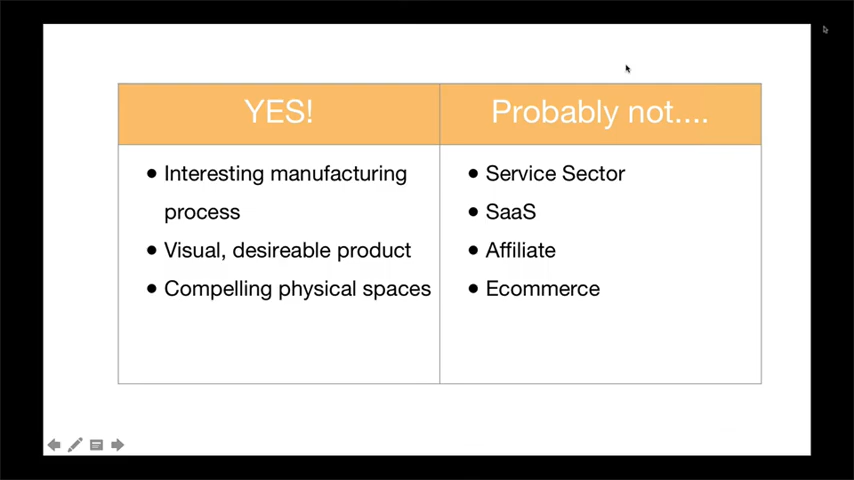 YES!
Probably not....
• Interesting manufacturing
process
• Visual, desireable product
• Compelling physical spaces
• Service Sector
• SaaS
• Affiliate
• Ecommerce